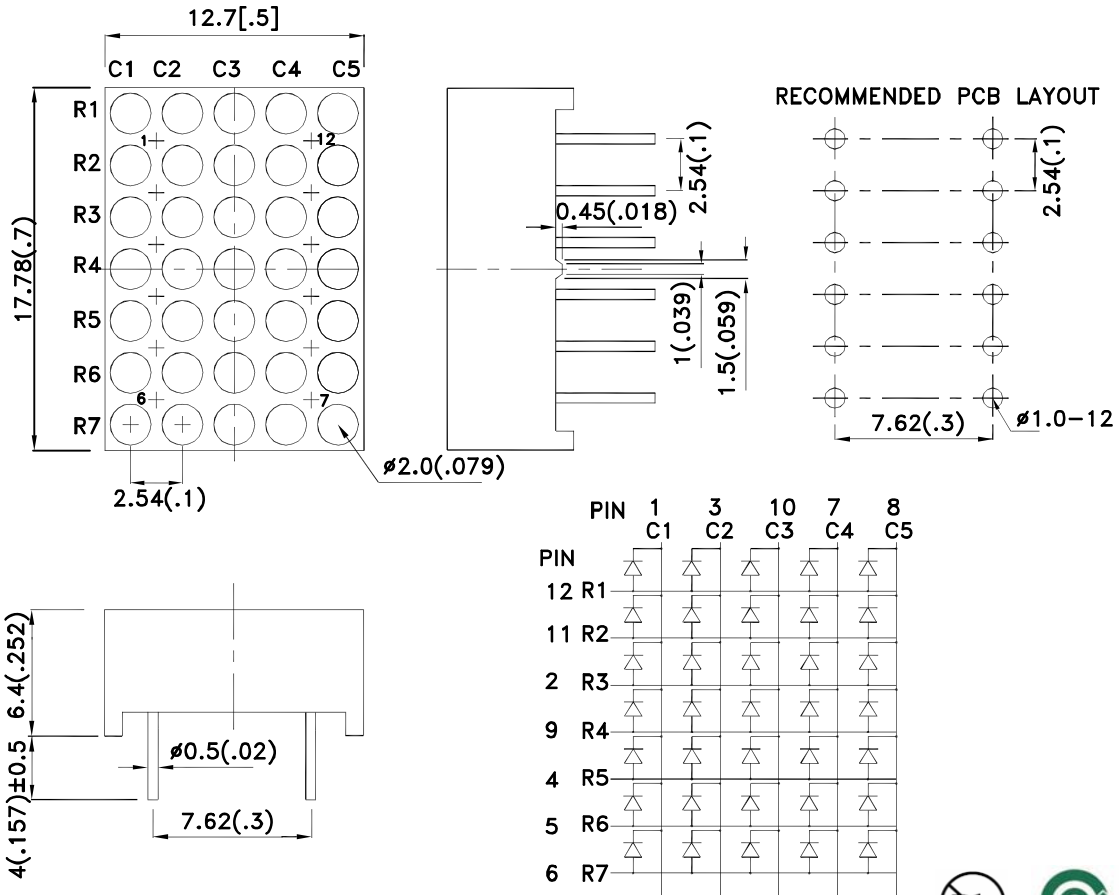 12.7[.5]
C1 C2 C3 C4 C5
R1
R2
R3
R4
R5
R6
R7
1
12
6
7
17.78(.7)
2.54(.1)
ø2.0(.079)
2.54(.1)
0.45(.018)
1(.039)
1.5(.059)
RECOMMENDED PCB LAYOUT
2.54(.1)
7.62(.3)
ø1.0-12
6.4(.252)
4(.157)±0.5
ø0.5(.02)
7.62(.3)
PIN 1 3 10 7 8
C1 C2 C3 C4 C5
PIN
12 R1
11 R2
2 R3
9 R4
4 R5
5 R6
6 R7